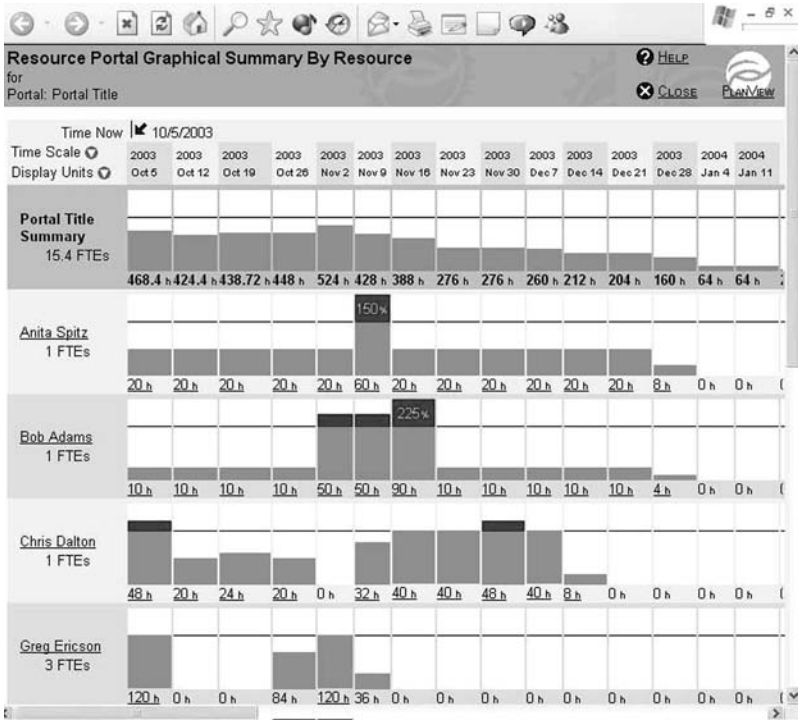 Resource Portal Graphical Summary By Resource
for
Portal: Portal Title
HELP
CLOSE
PLANVIEW
Time Now 10/5/2003
Time Scale 2003 2003 2003 2003 2003 2003 2003 2003 2003 2003 2003 2003 2003 2004 2004
Display Units Oct 5 Oct 12 Oct 19 Oct 26 Nov 2 Nov 9 Nov 16 Nov 23 Nov 30 Dec 7 Dec 14 Dec 21 Dec 28 Jan 4 Jan 11
Portal Title
Summary
15.4 FTEs
468.4 h 424.4 h 438.72 h 448 h 524 h 428 h 388 h 276 h 276 h 260 h 212 h 204 h 160 h 64 h 64 h
150%
Anita Spitz
1 FTEs
20 h 20 h 20 h 20 h 20 h 60 h 20 h 20 h 20 h 20 h 20 h 20 h 8 h 0 h 0 h
225%
Bob Adams
1 FTEs
10 h 10 h 10 h 10 h 50 h 50 h 90 h 10 h 10 h 10 h 10 h 10 h 4 h 0 h 0 h
Chris Dalton
1 FTEs
48 h 20 h 24 h 20 h 0 h 32 h 40 h 40 h 48 h 40 h 8 h 0 h 0 h 0 h 0 h
Greg Ericson
3 FTEs
120 h 0 h 0 h 84 h 120 h 36 h 0 h 0 h 0 h 0 h 0 h 0 h 0 h 0 h 0 h